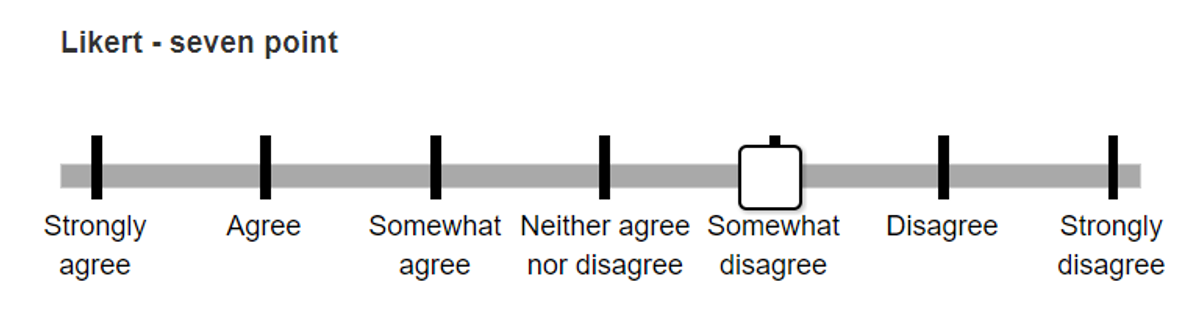 Likert - seven point
Strongly agree
Agree
Somewhat agree
Neither agree nor disagree
Somewhat disagree
Disagree
Strongly disagree